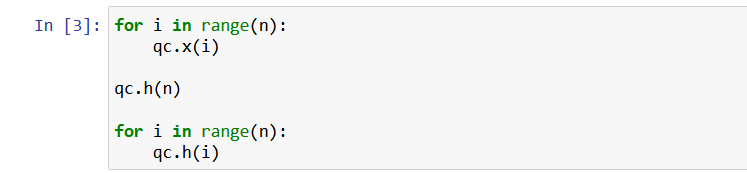 In [3]: for i in range(n):
    qc.x(i)

qc.h(n)

for i in range(n):
    qc.h(i)